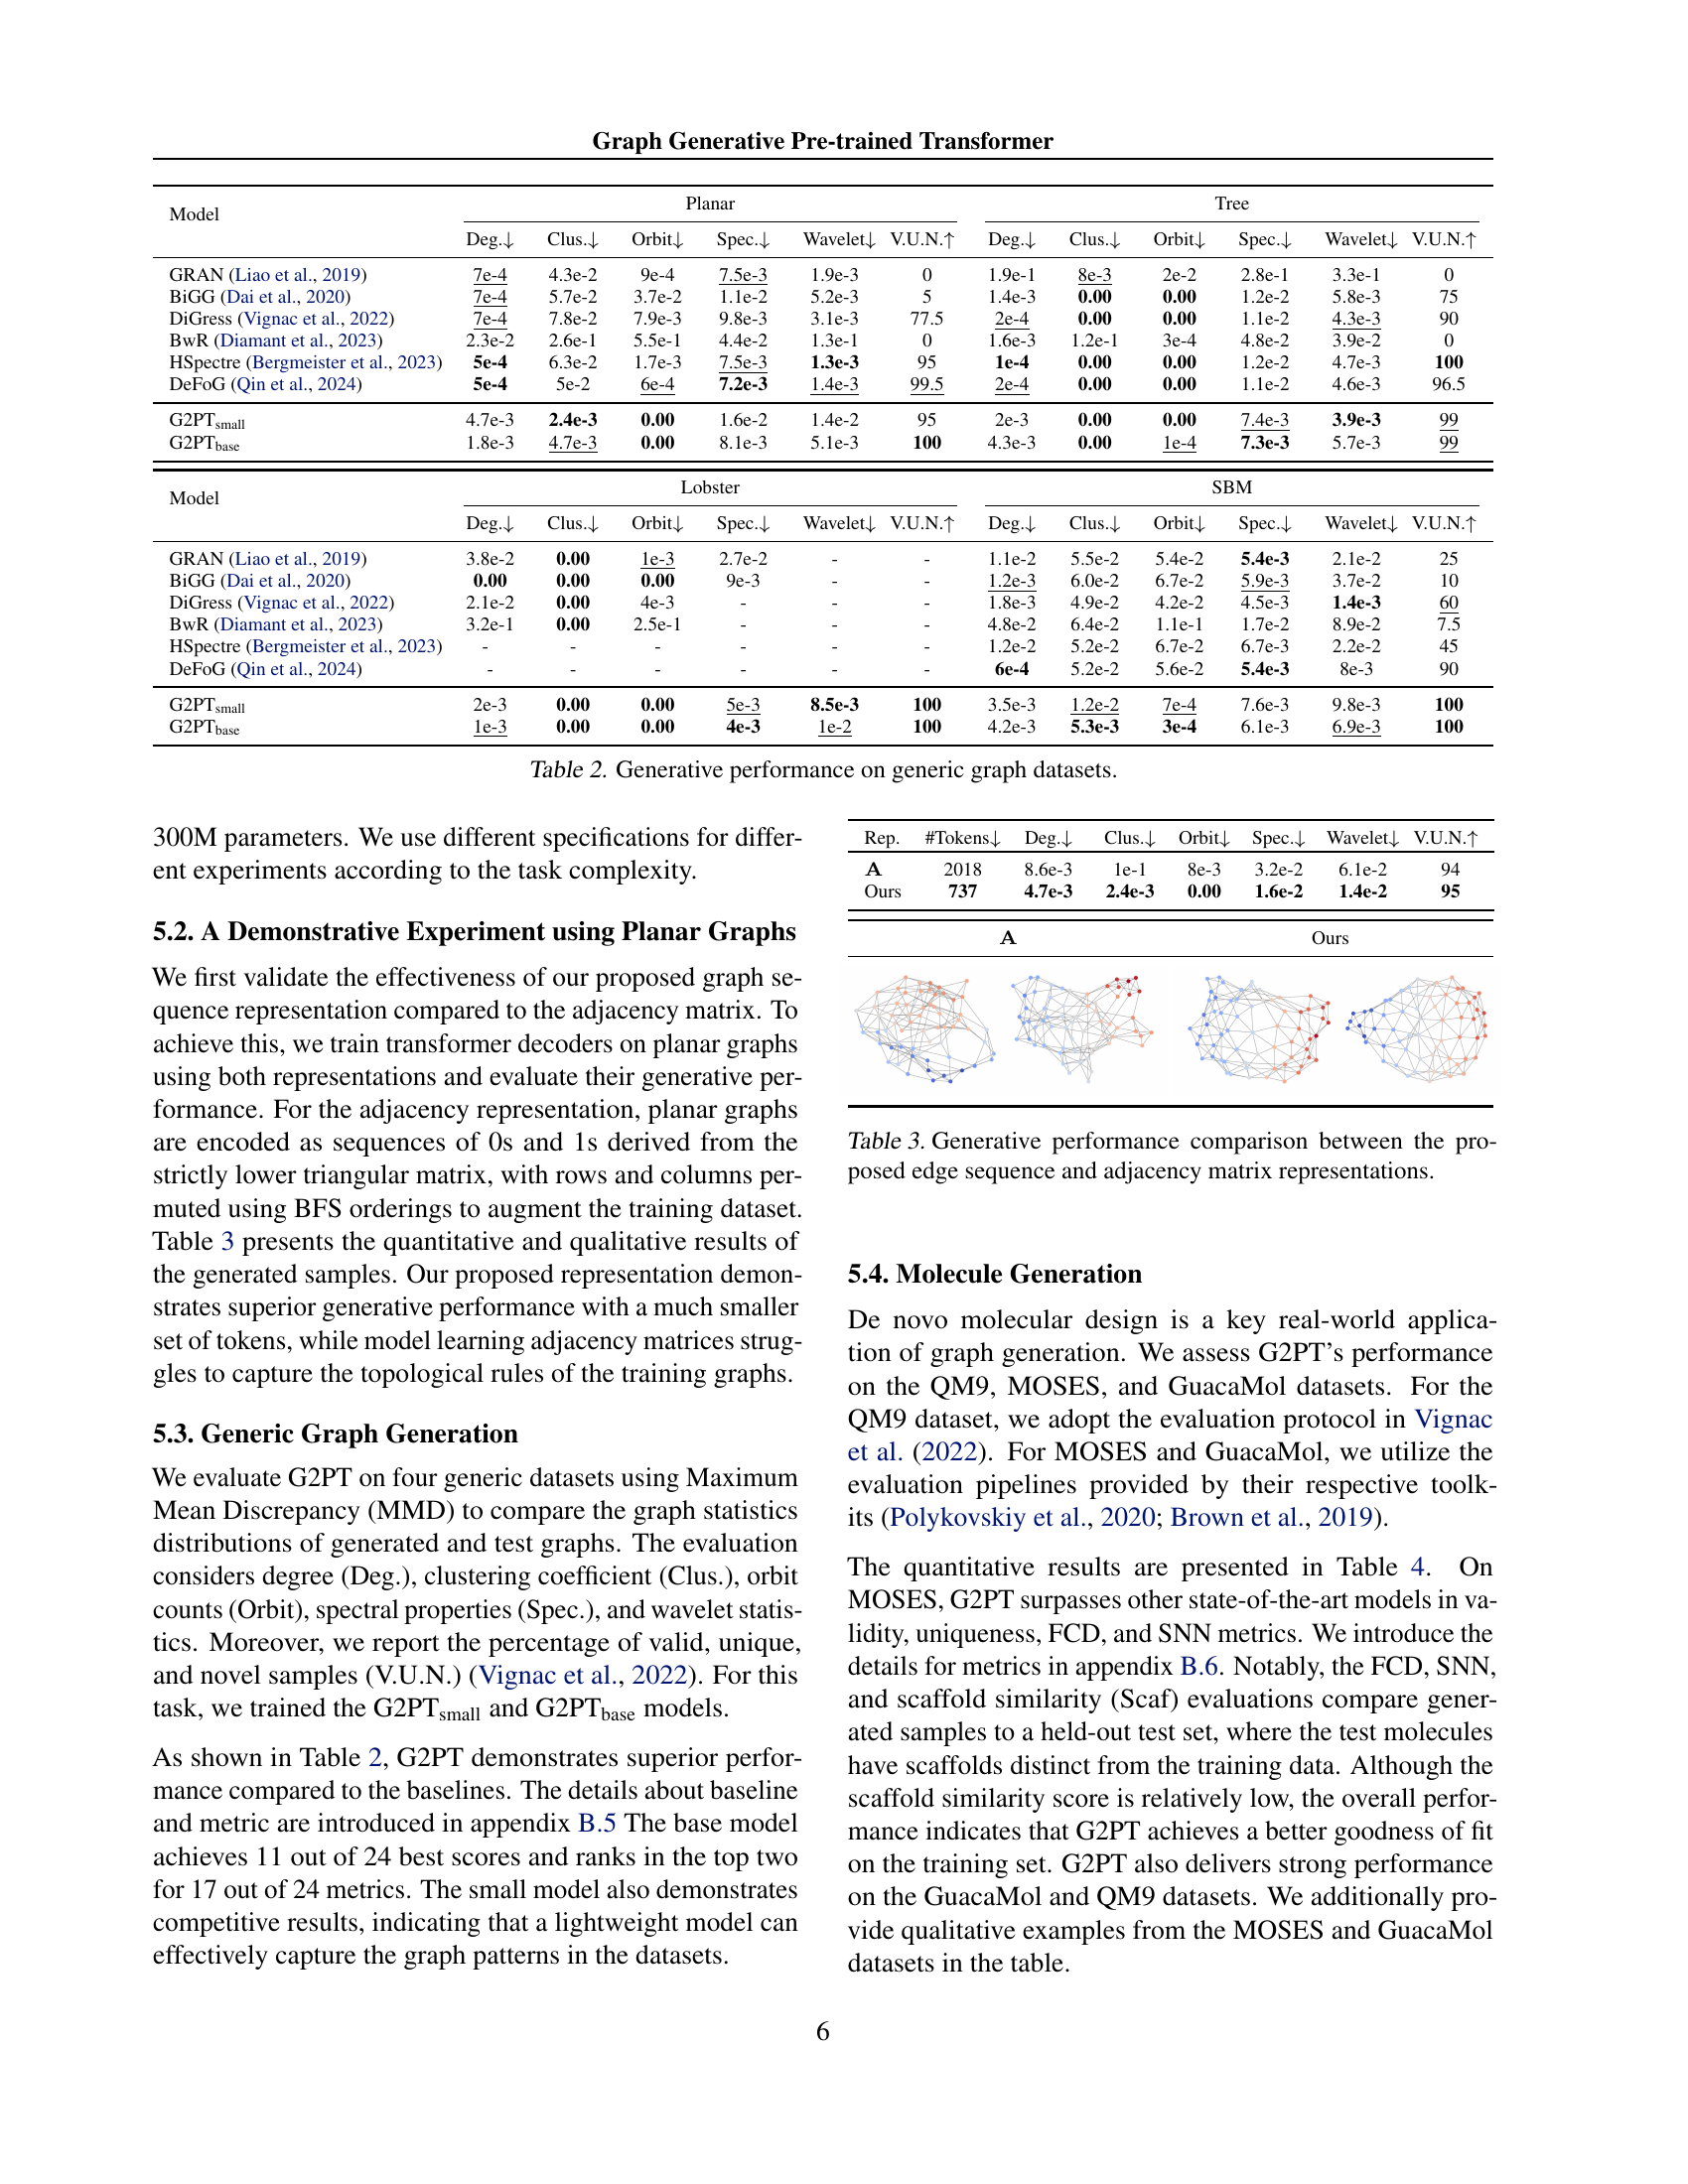 Graph Generative Pre-trained Transformer
Model Planar Tree
Deg.↓ Clus.↓ Orbit↓ Spec.↓ Wavelet↓ V.U.N.↑ Deg.↓ Clus.↓ Orbit↓ Spec.↓ Wavelet↓ V.U.N.↑
GRAN (Liao et al., 2019) 7e-4 4.3e-2 9e-4 7.5e-3 1.9e-3 0 1.9e-1 8e-3 2e-2 2.8e-1 3.3e-1 0
BiGG (Dai et al., 2020) 7e-4 5.7e-2 3.7e-2 1.1e-2 5.2e-3 5 1.4e-3 0.00 0.00 1.2e-2 5.8e-3 75
DiGress (Vignac et al., 2022) 7e-4 7.8e-2 7.9e-3 9.8e-3 3.1e-3 77.5 2e-4 0.00 0.00 1.1e-2 4.3e-3 90
BwR (Diamant et al., 2023) 2.3e-2 2.6e-1 5.5e-1 4.4e-2 1.3e-1 0 1.6e-3 1.2e-1 3e-4 4.8e-2 3.9e-2 0
HSpectre (Bergmeister et al., 2023) 5e-4 6.3e-2 1.7e-3 7.5e-3 1.3e-3 95 1e-4 0.00 0.00 1.2e-2 4.7e-3 100
DeFoG (Qin et al., 2024) 5e-4 5e-2 6e-4 7.2e-3 1.4e-3 99.5 2e-4 0.00 0.00 1.1e-2 4.6e-3 96.5
G2PTsmall 4.7e-3 2.4e-3 0.00 1.6e-2 1.4e-2 95 2e-3 0.00 0.00 7.4e-3 3.9e-3 99
G2PTbase 1.8e-3 4.7e-3 0.00 8.1e-3 5.1e-3 100 4.3e-3 0.00 1e-4 7.3e-3 5.7e-3 99
Model Lobster SBM
Deg.↓ Clus.↓ Orbit↓ Spec.↓ Wavelet↓ V.U.N.↑ Deg.↓ Clus.↓ Orbit↓ Spec.↓ Wavelet↓ V.U.N.↑
GRAN (Liao et al., 2019) 3.8e-2 0.00 1e-3 2.7e-2 - - 1.1e-2 5.5e-2 5.4e-2 5.4e-3 2.1e-2 25
BiGG (Dai et al., 2020) 0.00 0.00 0.00 9e-3 - - 1.2e-3 6.0e-2 6.7e-2 5.9e-3 3.7e-2 10
DiGress (Vignac et al., 2022) 2.1e-2 0.00 4e-3 - - - 1.8e-3 4.9e-2 4.2e-2 4.5e-3 1.4e-3 60
BwR (Diamant et al., 2023) 3.2e-1 0.00 2.5e-1 - - - 4.8e-2 6.4e-2 1.1e-1 1.7e-2 8.9e-2 7.5
HSpectre (Bergmeister et al., 2023) - - - - - - 1.2e-2 5.2e-2 6.7e-2 6.7e-3 2.2e-2 45
DeFoG (Qin et al., 2024) - - - - - - 6e-4 5.2e-2 5.6e-2 5.4e-3 8e-3 90
G2PTsmall 2e-3 0.00 0.00 5e-3 8.5e-3 100 3.5e-3 1.2e-2 7e-4 7.6e-3 9.8e-3 100
G2PTbase 1e-3 0.00 0.00 4e-3 1e-2 100 4.2e-3 5.3e-3 3e-4 6.1e-3 6.9e-3 100
Table 2. Generative performance on generic graph datasets.
300M parameters. We use different specifications for differ-
ent experiments according to the task complexity.
5.2. A Demonstrative Experiment using Planar Graphs
We first validate the effectiveness of our proposed graph se-
quence representation compared to the adjacency matrix. To
achieve this, we train transformer decoders on planar graphs
using both representations and evaluate their generative per-
formance. For the adjacency representation, planar graphs
are encoded as sequences of 0s and 1s derived from the
strictly lower triangular matrix, with rows and columns per-
muted using BFS orderings to augment the training dataset.
Table 3 presents the quantitative and qualitative results of
the generated samples. Our proposed representation demon-
strates superior generative performance with a much smaller
set of tokens, while model learning adjacency matrices strug-
gles to capture the topological rules of the training graphs.
5.3. Generic Graph Generation
We evaluate G2PT on four generic datasets using Maximum
Mean Discrepancy (MMD) to compare the graph statistics
distributions of generated and test graphs. The evaluation
considers degree (Deg.), clustering coefficient (Clus.), orbit
counts (Orbit), spectral properties (Spec.), and wavelet statis-
tics. Moreover, we report the percentage of valid, unique,
and novel samples (V.U.N.) (Vignac et al., 2022). For this
task, we trained the G2PTsmall and G2PTbase models.
As shown in Table 2, G2PT demonstrates superior perfor-
mance compared to the baselines. The details about baseline
and metric are introduced in appendix B.5 The base model
achieves 11 out of 24 best scores and ranks in the top two
for 17 out of 24 metrics. The small model also demonstrates
competitive results, indicating that a lightweight model can
effectively capture the graph patterns in the datasets.
Rep. #Tokens↓ Deg.↓ Clus.↓ Orbit↓ Spec.↓ Wavelet↓ V.U.N.↑
A 2018 8.6e-3 1e-1 8e-3 3.2e-2 6.1e-2 94
Ours 737 4.7e-3 2.4e-3 0.00 1.6e-2 1.4e-2 95
A Ours
Table 3. Generative performance comparison between the pro-
posed edge sequence and adjacency matrix representations.
5.4. Molecule Generation
De novo molecular design is a key real-world applica-
tion of graph generation. We assess G2PT's performance
on the QM9, MOSES, and GuacaMol datasets. For the
QM9 dataset, we adopt the evaluation protocol in Vignac
et al. (2022). For MOSES and GuacaMol, we utilize the
evaluation pipelines provided by their respective toolk-
its (Polykovskiy et al., 2020; Brown et al., 2019).
The quantitative results are presented in Table 4. On
MOSES, G2PT surpasses other state-of-the-art models in va-
lidity, uniqueness, FCD, and SNN metrics. We introduce the
details for metrics in appendix B.6. Notably, the FCD, SNN,
and scaffold similarity (Scaf) evaluations compare gener-
ated samples to a held-out test set, where the test molecules
have scaffolds distinct from the training data. Although the
scaffold similarity score is relatively low, the overall perfor-
mance indicates that G2PT achieves a better goodness of fit
on the training set. G2PT also delivers strong performance
on the GuacaMol and QM9 datasets. We additionally pro-
vide qualitative examples from the MOSES and GuacaMol
datasets in the table.
6